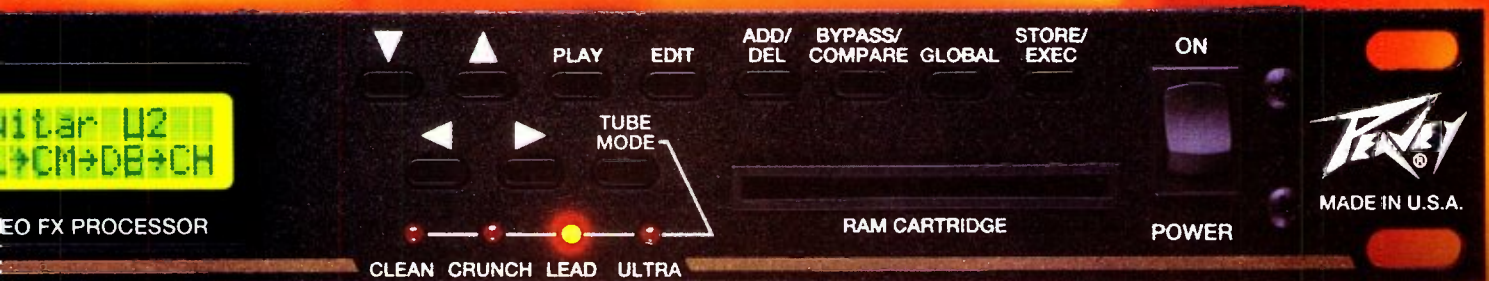 PLAY
EDIT
ADD/
DEL
BYPASS/
COMPARE
GLOBAL
STORE/
EXEC
ON
uitar U2
TUBE
MODE
→CM→DB→CH
PEAVEY®
MADE IN U.S.A.
EO FX PROCESSOR
RAM CARTRIDGE
POWER
CLEAN
CRUNCH
LEAD
ULTRA